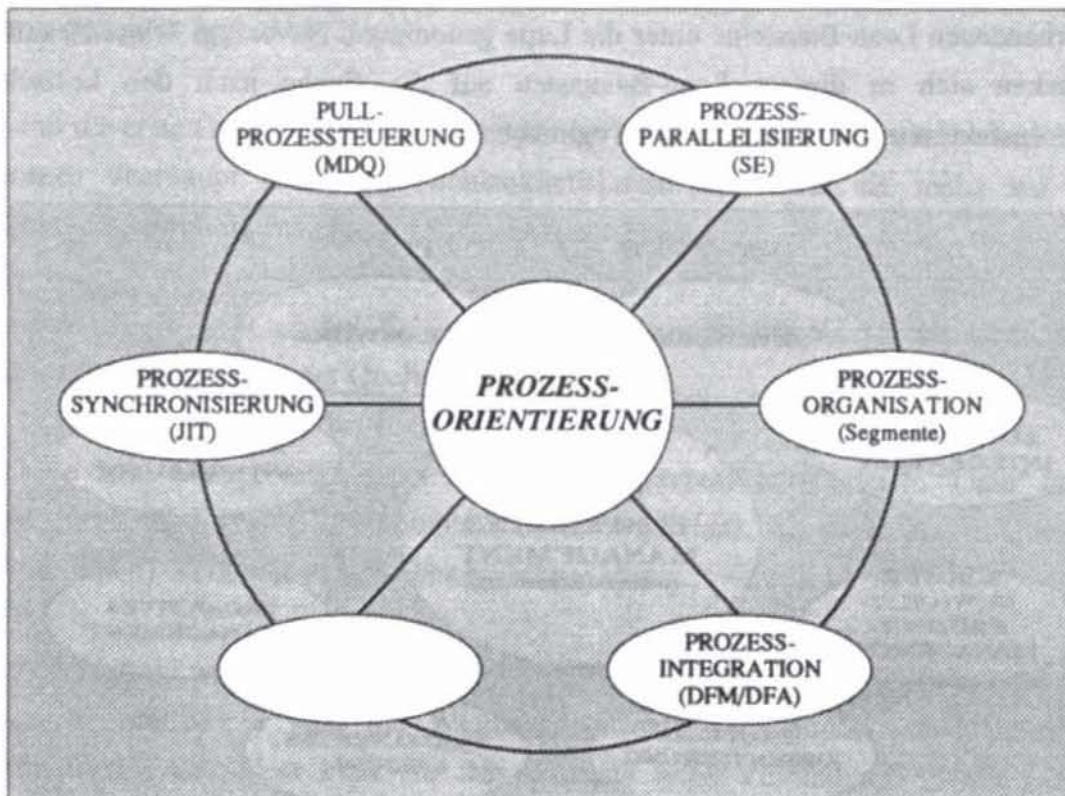 PULL-
PROZESSTEUERUNG
(MDQ)
PROZESS-
PARALLELISIERUNG
(SE)
PROZESS-
SYNCHRONISIERUNG
(JIT)
PROZESS-
ORIENTIERUNG
PROZESS-
ORGANISATION
(Segmente)
PROZESS-
INTEGRATION
(DFM/DFA)